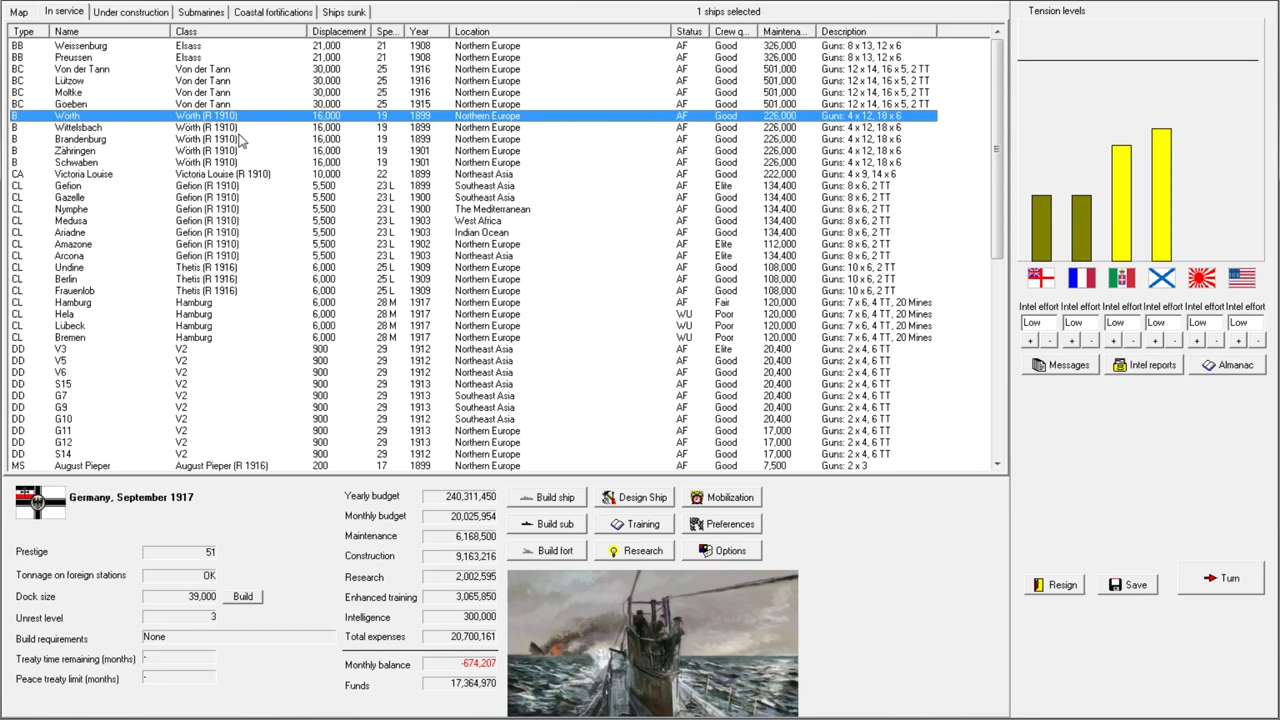 Map In service Under construction Submarines Coastal fortifications Ships sunk 1 ships selected Tension levels
Type Name Class Displacement Spe... Year Location Status Crew q... Maintena... Description
BB Weissenburg Elsass 21,000 21 1908 Northern Europe AF Good 326,000 Guns: 8 x 13, 12 x 6
BB Preussen Elsass 21,000 21 1908 Northern Europe AF Good 326,000 Guns: 8 x 13, 12 x 6
BC Von der Tann Von der Tann 30,000 25 1916 Northern Europe AF Good 501,000 Guns: 12 x 14, 16 x 5, 2 TT
BC Lützow Von der Tann 30,000 25 1916 Northern Europe AF Good 501,000 Guns: 12 x 14, 16 x 5, 2 TT
BC Moltke Von der Tann 30,000 25 1916 Northern Europe AF Good 501,000 Guns: 12 x 14, 16 x 5, 2 TT
BC Goeben Von der Tann 30,000 25 1915 Northern Europe AF Good 501,000 Guns: 12 x 14, 16 x 5, 2 TT
B Wörth Wörth (R 1910) 16,000 19 1899 Northern Europe AF Good 226,000 Guns: 4 x 12, 18 x 6
B Wittelsbach Wörth (R 1910) 16,000 19 1899 Northern Europe AF Good 226,000 Guns: 4 x 12, 18 x 6
B Brandenburg Wörth (R 1910) 16,000 19 1899 Northern Europe AF Good 226,000 Guns: 4 x 12, 18 x 6
B Zähringen Wörth (R 1910) 16,000 19 1901 Northern Europe AF Good 226,000 Guns: 4 x 12, 18 x 6
B Schwaben Wörth (R 1910) 16,000 19 1901 Northern Europe AF Good 226,000 Guns: 4 x 12, 18 x 6
CA Victoria Louise Victoria Louise (R 1910) 10,000 22 1899 Northeast Asia AF Good 222,000 Guns: 4 x 9, 14 x 6
CL Gefion Gefion (R 1910) 5,500 23 L 1899 Southeast Asia AF Elite 134,400 Guns: 8 x 6, 2 TT
CL Gazelle Gefion (R 1910) 5,500 23 L 1900 Southeast Asia AF Good 134,400 Guns: 8 x 6, 2 TT
CL Nymphe Gefion (R 1910) 5,500 23 L 1900 The Mediterranean AF Good 134,400 Guns: 8 x 6, 2 TT
CL Medusa Gefion (R 1910) 5,500 23 L 1903 West Africa AF Good 134,400 Guns: 8 x 6, 2 TT
CL Ariadne Gefion (R 1910) 5,500 23 L 1903 Indian Ocean AF Good 134,400 Guns: 8 x 6, 2 TT
CL Amazone Gefion (R 1910) 5,500 23 L 1902 Northern Europe AF Elite 112,000 Guns: 8 x 6, 2 TT
CL Arcona Gefion (R 1910) 5,500 23 L 1903 Northeast Asia AF Elite 134,400 Guns: 8 x 6, 2 TT
CL Undine Thetis (R 1916) 6,000 25 L 1909 Northern Europe AF Good 108,000 Guns: 10 x 6, 2 TT
CL Berlin Thetis (R 1916) 6,000 25 L 1909 Northern Europe AF Good 108,000 Guns: 10 x 6, 2 TT
CL Frauenlob Thetis (R 1916) 6,000 25 L 1909 Northern Europe AF Good 108,000 Guns: 10 x 6, 2 TT
CL Hamburg Hamburg 6,000 28 M 1917 Northern Europe AF Fair 120,000 Guns: 7 x 6, 4 TT, 20 Mines
CL Hela Hamburg 6,000 28 M 1917 Northern Europe WU Poor 120,000 Guns: 7 x 6, 4 TT, 20 Mines
CL Lübeck Hamburg 6,000 28 M 1917 Northern Europe WU Poor 120,000 Guns: 7 x 6, 4 TT, 20 Mines
CL Bremen Hamburg 6,000 28 M 1917 Northern Europe WU Poor 120,000 Guns: 7 x 6, 4 TT, 20 Mines
DD V3 V2 900 29 1912 Northeast Asia AF Elite 20,400 Guns: 2 x 4, 6 TT
DD V5 V2 900 29 1912 Northeast Asia AF Good 20,400 Guns: 2 x 4, 6 TT
DD V6 V2 900 29 1912 Northeast Asia AF Good 20,400 Guns: 2 x 4, 6 TT
DD S15 V2 900 29 1913 Northeast Asia AF Good 20,400 Guns: 2 x 4, 6 TT
DD G7 V2 900 29 1913 Southeast Asia AF Good 20,400 Guns: 2 x 4, 6 TT
DD G9 V2 900 29 1913 Southeast Asia AF Good 20,400 Guns: 2 x 4, 6 TT
DD G10 V2 900 29 1912 Southeast Asia AF Good 20,400 Guns: 2 x 4, 6 TT
DD G11 V2 900 29 1913 Northern Europe AF Good 17,000 Guns: 2 x 4, 6 TT
DD G12 V2 900 29 1913 Northern Europe AF Good 17,000 Guns: 2 x 4, 6 TT
DD S14 V2 900 29 1912 Northern Europe AF Good 17,000 Guns: 2 x 4, 6 TT
MS August Pieper August Pieper (R 1916) 200 17 1899 Northern Europe AF Good 7,500 Guns: 2 x 3
Intel effort Intel effort Intel effort Intel effort Intel effort Intel effort
Low Low Low Low Low Low
+ - + - + - + - + - + -
Messages Intel reports Almanac
Germany, September 1917
Prestige 51
Tonnage on foreign stations OK
Dock size 39,000 Build
Unrest level 3
Build requirements None
Treaty time remaining (months) -
Peace treaty limit (months) -
Yearly budget 240,311,450
Monthly budget 20,025,954
Maintenance 6,168,500
Construction 9,163,216
Research 2,002,595
Enhanced training 3,065,850
Intelligence 300,000
Total expenses 20,700,161
Monthly balance -674,207
Funds 17,364,970
Build ship Design Ship Mobilization
Build sub Training Preferences
Build fort Research Options
Resign Save Turn